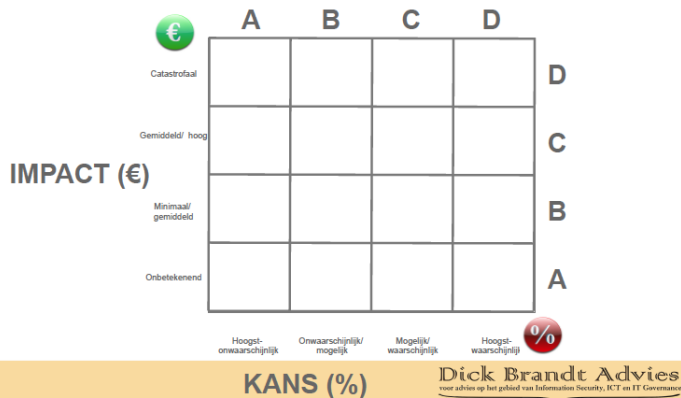 A B C D
€
Catastrofaal
D
Gemiddeld/ hoog
C
IMPACT (€)
Minimaal/
gemiddeld
B
Onbetekenend
A
Hoogst-
onwaarschijnlijk
Onwaarschijnlijk/
mogelijk
Mogelijk/
waarschijnlijk
Hoogst-
waarschijnlijk
%
KANS (%)
Dick Brandt Advies
voor advies op het gebied van Information Security, ICT en IT Governance